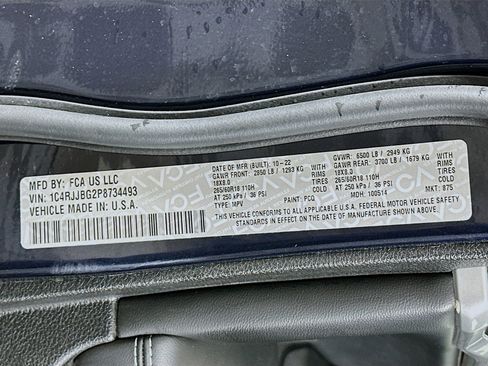 MFD BY: FCA US LLC
VIN: 1C4RJJBG2P8734493
VEHICLE MADE IN: U.S.A.
DATE OF MFR (BUILT): 10-22
GVWR: 6500 LB / 2949 KG
GAWR FRONT: 2850 LB / 1293 KG WITH TIRES
GAWR REAR: 3700 LB / 1679 KG WITH TIRES
18X8.0 RIMS
18X8.0 RIMS
265/60R18 110H
265/60R18 110H
AT 250 kPa / 36 PSI
AT 250 kPa / 36 PSI
TYPE: MPV
PAINT: PCQ
MDH: 100514
MKT: 875
THIS VEHICLE CONFORMS TO ALL APPLICABLE U.S.A. FEDERAL MOTOR VEHICLE SAFETY
STANDARDS IN EFFECT ON THE DATE OF MANUFACTURE SHOWN ABOVE.